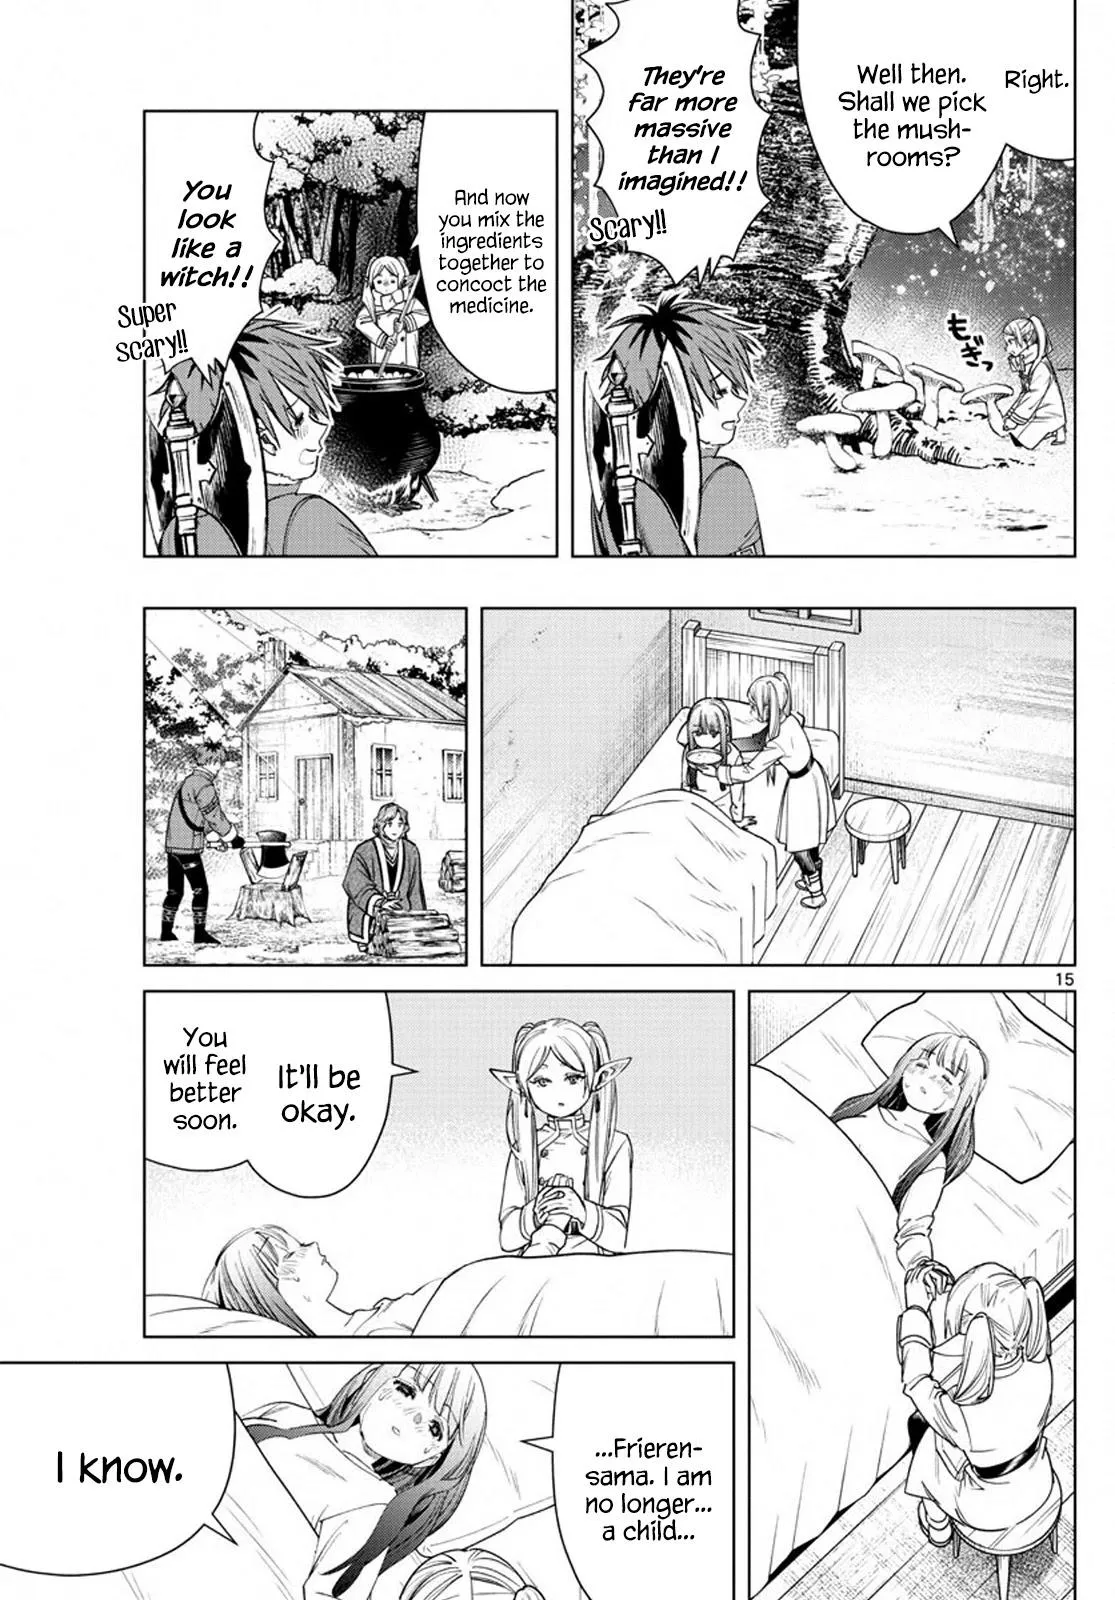 Right.
Well then.
Shall we pick
the mush-
rooms?
They're
far more
massive
than I
imagined!!
Scary!!
もぎっ
And now
you mix the
ingredients
together to
concoct the
medicine.
You
look
like a
witch!!
Super
scary!!
15
It'll be
okay.
You
will feel
better
soon.
...Frieren-
sama. I am
no longer...
a child...
I know.